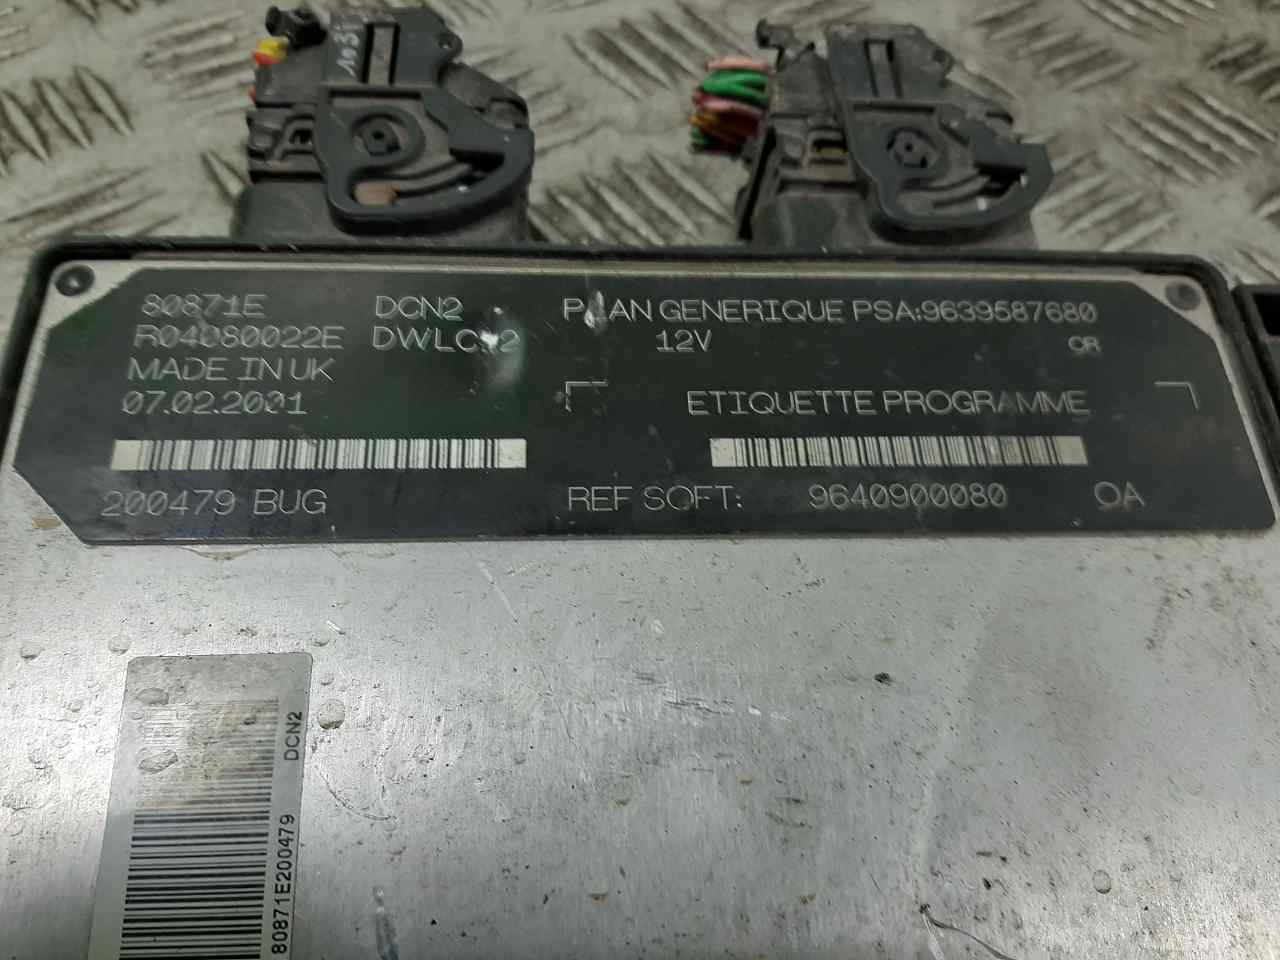 80871E DCN2 PLAN GENERIQUE PSA:9639587680
R04080022E 12V OR
MADE IN UK
07.02.2001 ETIQUETTE PROGRAMME
200479 BUG REF SOFT: 9640900080 OA
DCN2
80871E200479